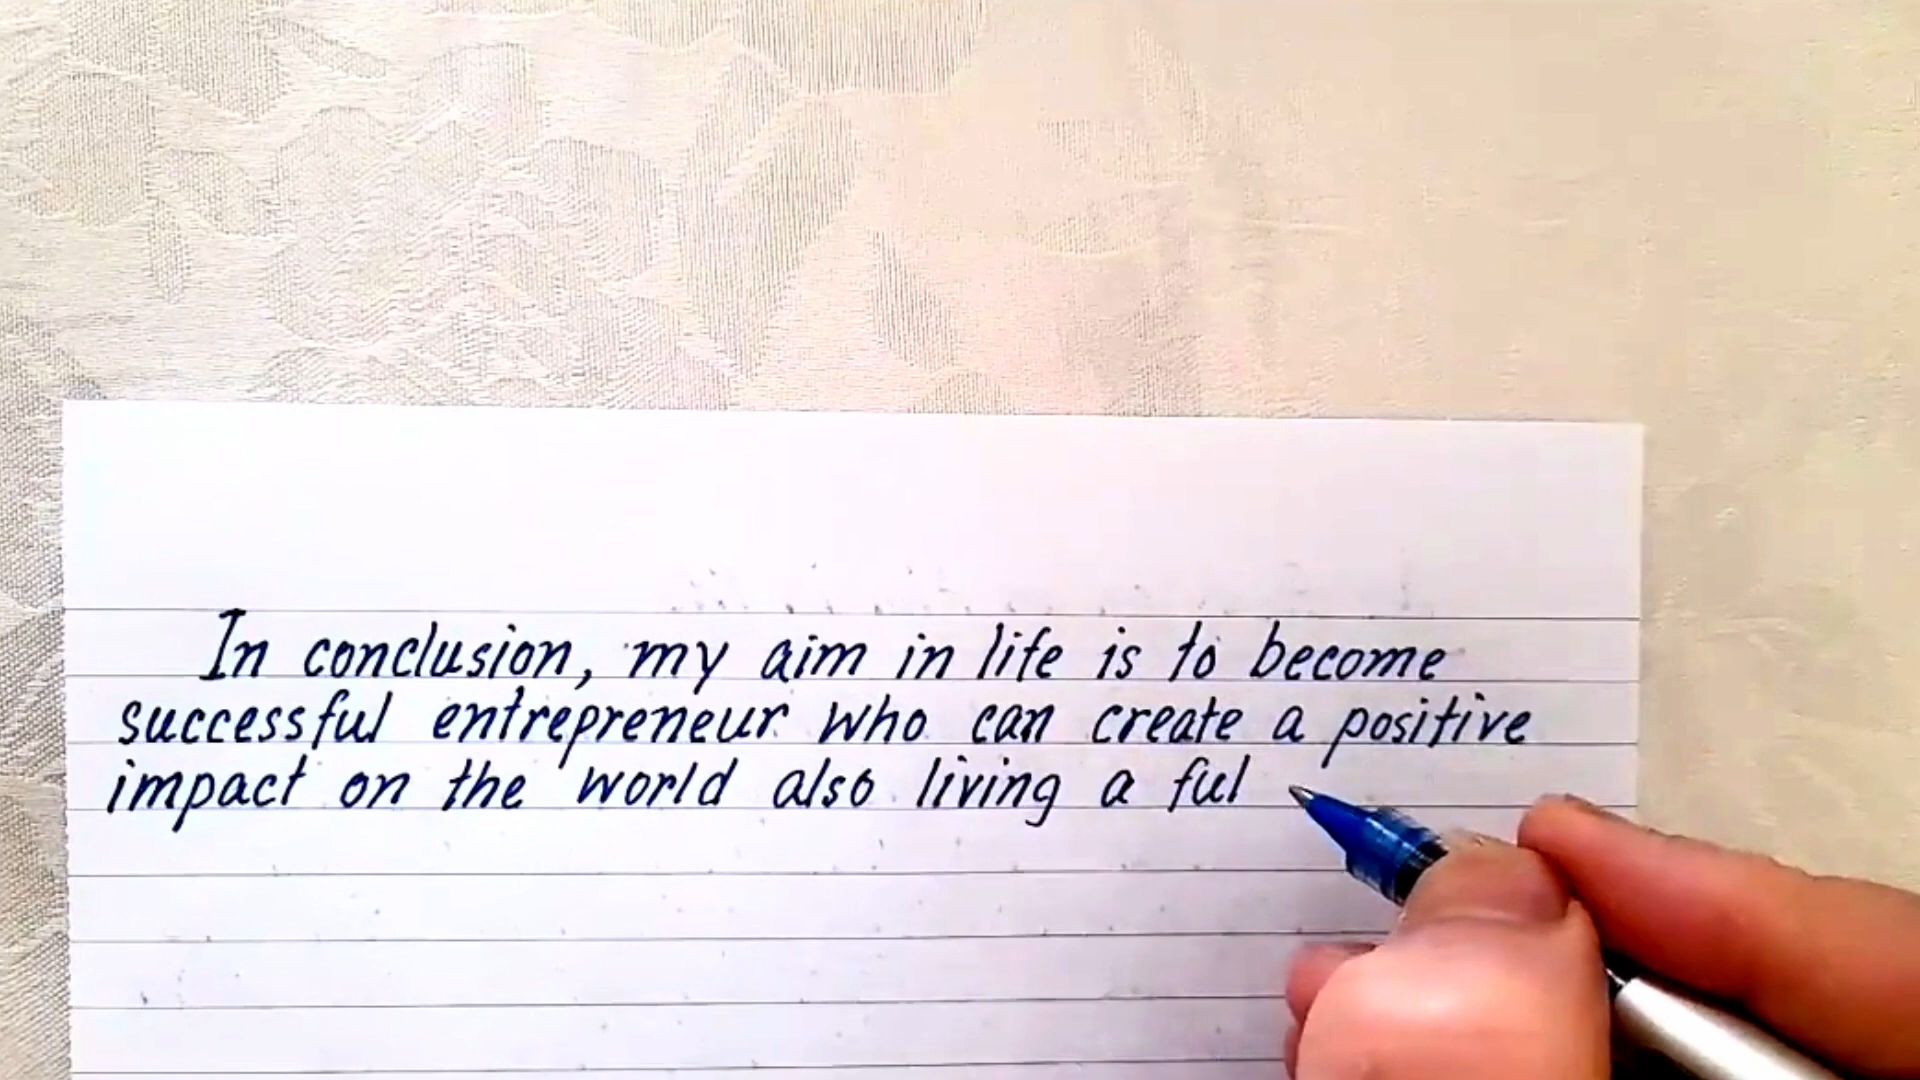 In conclusion, my aim in life is to become
successful entrepreneur who can create a positive
impact on the world also living a ful